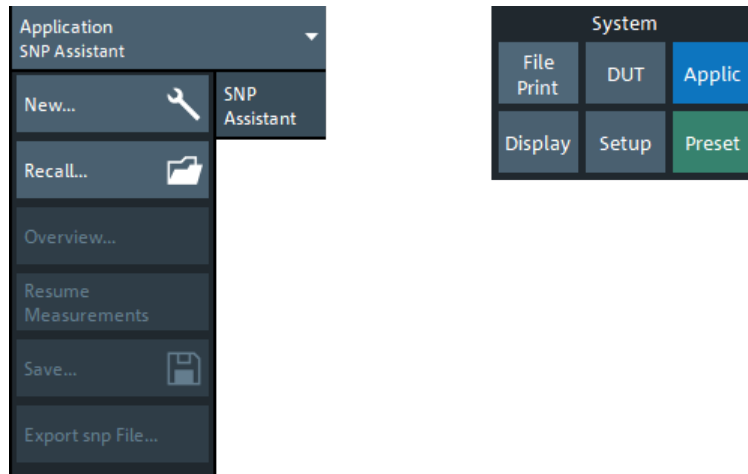 Application
SNP Assistant
New...
SNP
Assistant
Recall...
Overview...
Resume
Measurements
Save...
Export snp File...
System
File
Print
DUT
Applic
Display
Setup
Preset